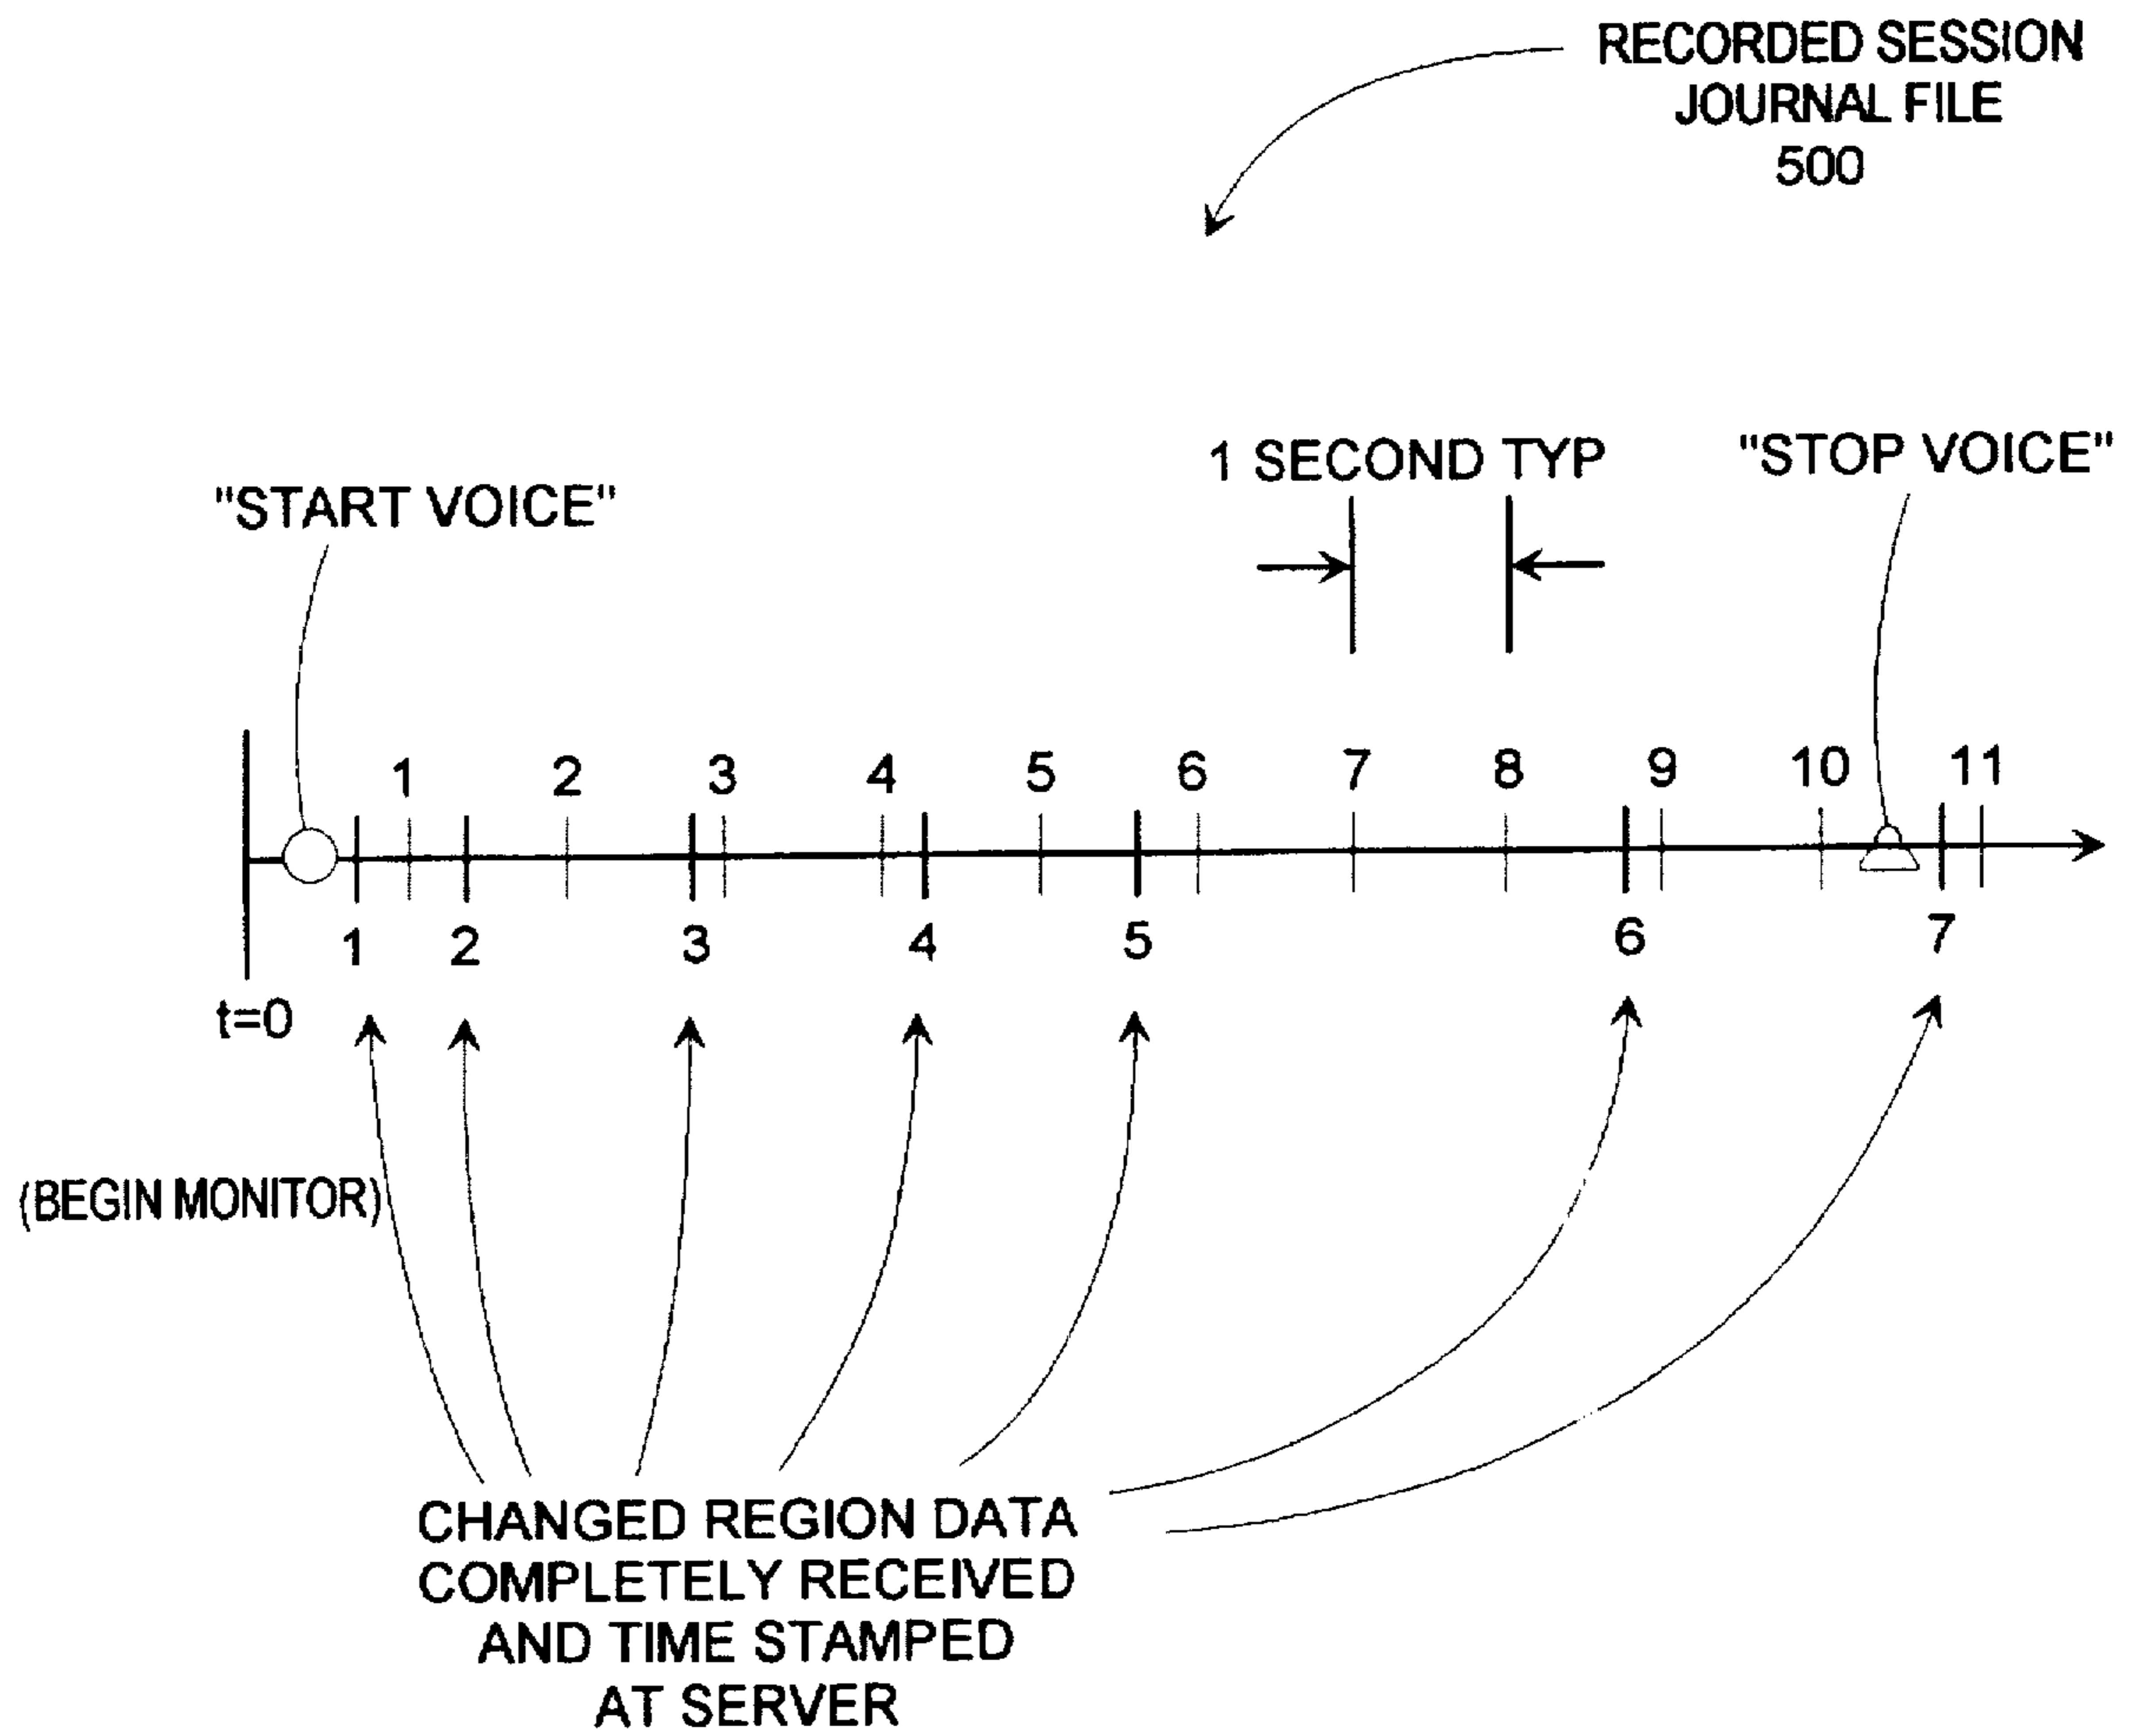 RECORDED SESSION
JOURNAL FILE
500
1 SECOND TYP
"STOP VOICE"
"START VOICE"
1 2 3 4 5 6 7 8 9 10 11
1 2 3 4 5 6 7
t=0
(BEGIN MONITOR)
CHANGED REGION DATA
COMPLETELY RECEIVED
AND TIME STAMPED
AT SERVER